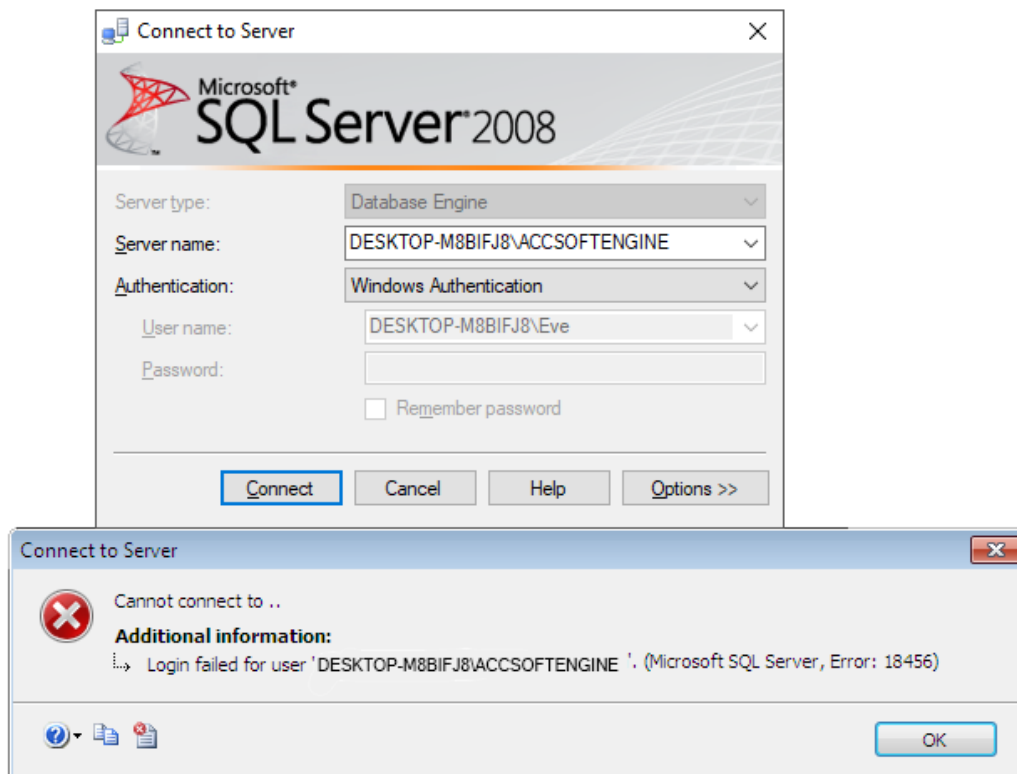 Connect to Server
Microsoft®
SQL Server® 2008
Server type: Database Engine
Server name: DESKTOP-M8BIFJ8\ACCSOFTENGINE
Authentication: Windows Authentication
User name: DESKTOP-M8BIFJ8\Eve
Password:
Remember password
Connect Cancel Help Options >>
Connect to Server
Cannot connect to ..
Additional information:
Login failed for user 'DESKTOP-M8BIFJ8\ACCSOFTENGINE '. (Microsoft SQL Server, Error: 18456)
OK